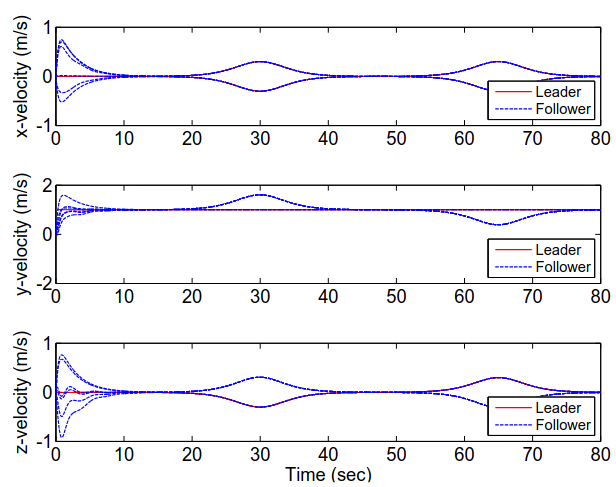 1
0
-1
x-velocity (m/s)
Leader
Follower
0 10 20 30 40 50 60 70 80
2
0
-2
y-velocity (m/s)
Leader
Follower
0 10 20 30 40 50 60 70 80
1
0
-1
z-velocity (m/s)
Leader
Follower
0 10 20 30 40 50 60 70 80
Time (sec)